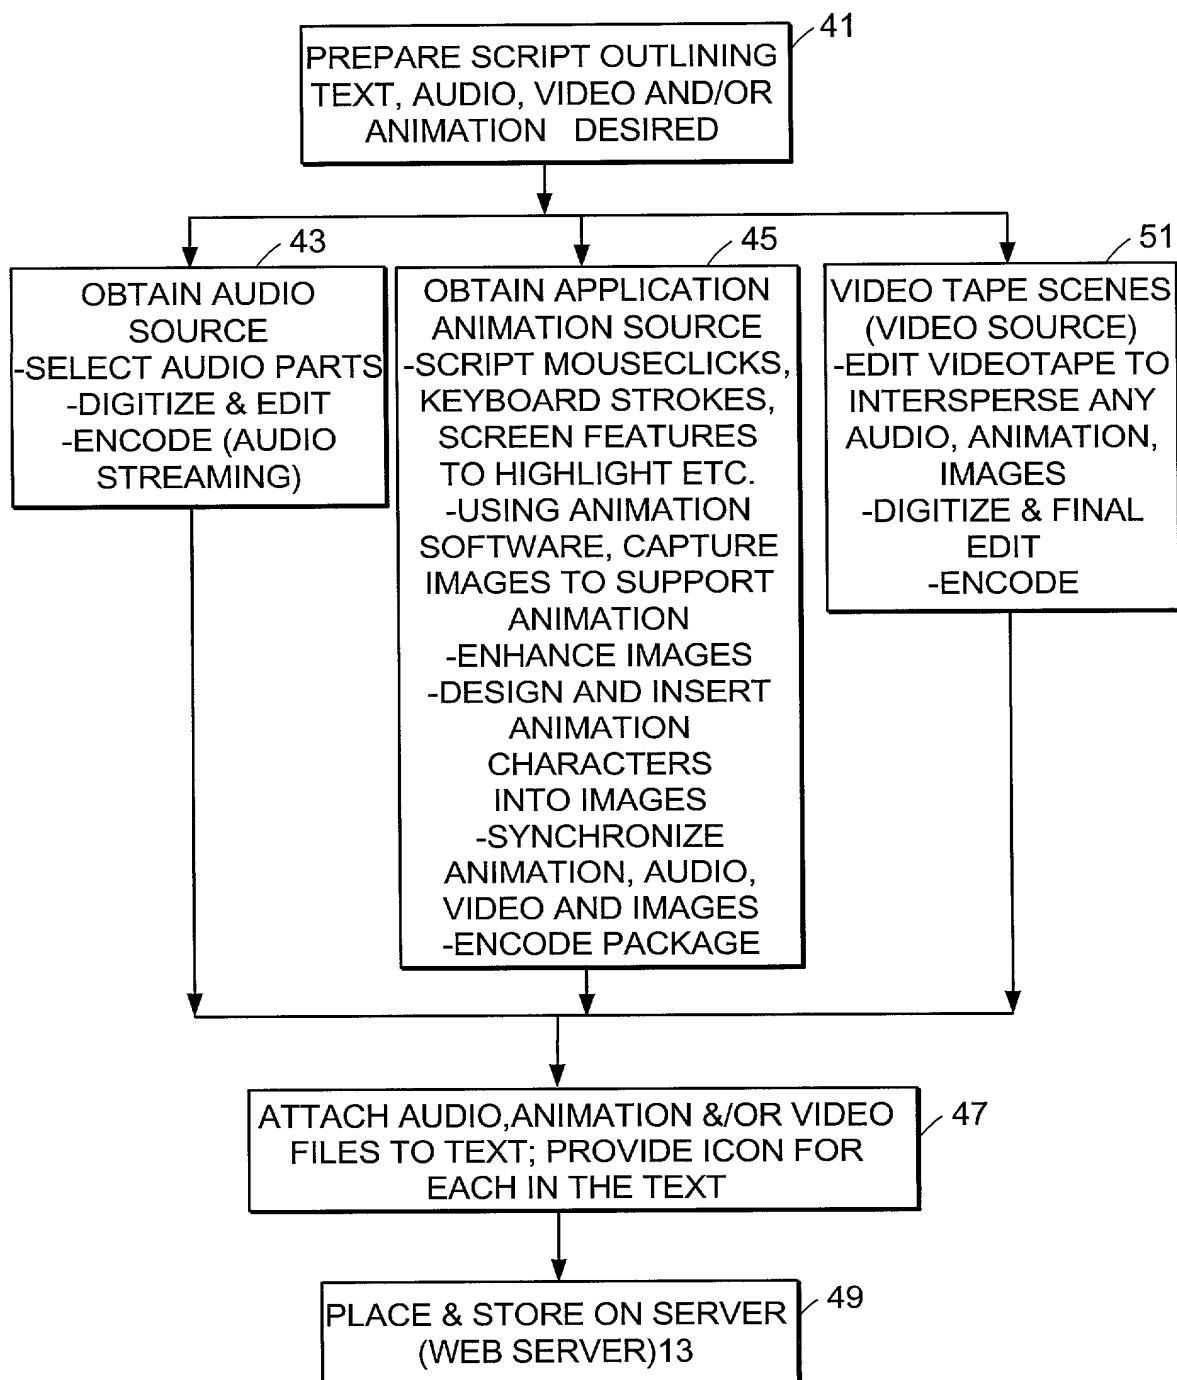 41
PREPARE SCRIPT OUTLINING
TEXT, AUDIO, VIDEO AND/OR
ANIMATION DESIRED
43
OBTAIN AUDIO
SOURCE
-SELECT AUDIO PARTS
-DIGITIZE & EDIT
-ENCODE (AUDIO
STREAMING)
45
OBTAIN APPLICATION
ANIMATION SOURCE
-SCRIPT MOUSECLICKS,
KEYBOARD STROKES,
SCREEN FEATURES
TO HIGHLIGHT ETC.
-USING ANIMATION
SOFTWARE, CAPTURE
IMAGES TO SUPPORT
ANIMATION
-ENHANCE IMAGES
-DESIGN AND INSERT
ANIMATION
CHARACTERS
INTO IMAGES
-SYNCHRONIZE
ANIMATION, AUDIO,
VIDEO AND IMAGES
-ENCODE PACKAGE
51
VIDEO TAPE SCENES
(VIDEO SOURCE)
-EDIT VIDEOTAPE TO
INTERSPERSE ANY
AUDIO, ANIMATION,
IMAGES
-DIGITIZE & FINAL
EDIT
-ENCODE
47
ATTACH AUDIO,ANIMATION &/OR VIDEO
FILES TO TEXT; PROVIDE ICON FOR
EACH IN THE TEXT
49
PLACE & STORE ON SERVER
(WEB SERVER)13